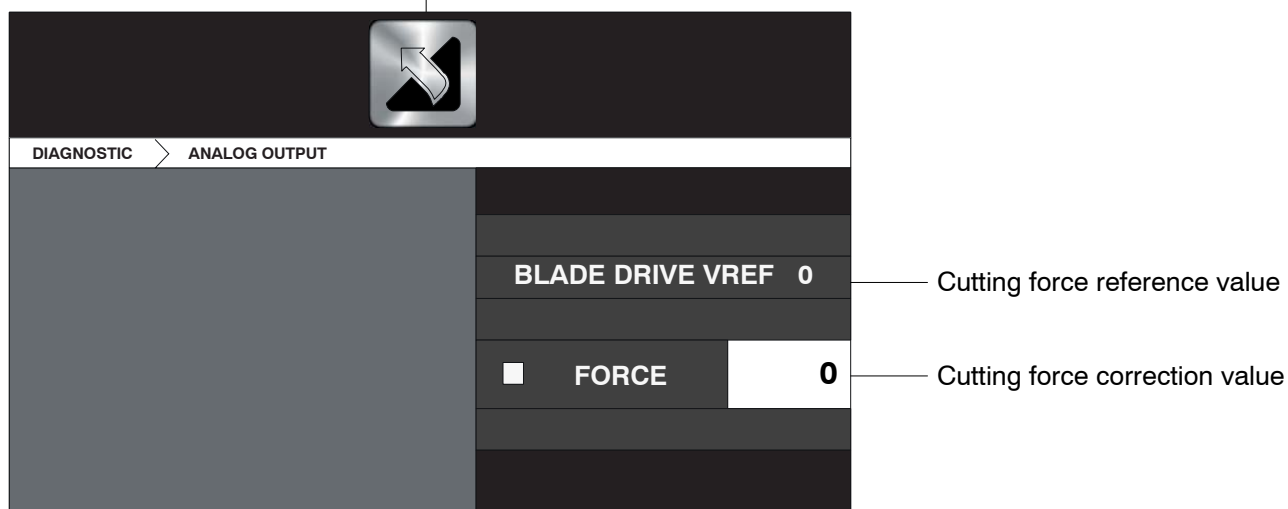 DIAGNOSTIC ANALOG OUTPUT
BLADE DRIVE VREF 0
Cutting force reference value
FORCE 0
Cutting force correction value